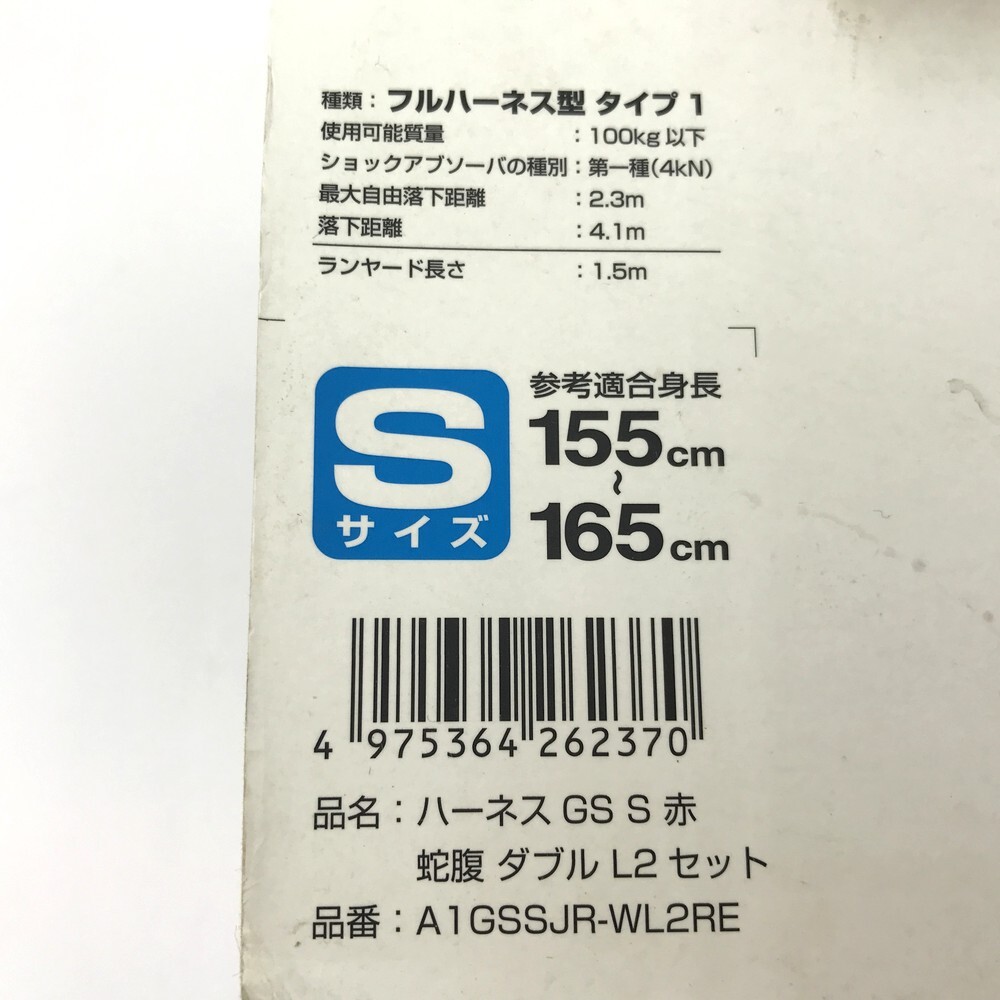 種類：フルハーネス型 タイプ 1
使用可能質量 ：100kg 以下
ショックアブソーバの種別：第一種(4kN)
最大自由落下距離 ：2.3m
落下距離 ：4.1m
ランヤード長さ ：1.5m
S
サイズ
参考適合身長
155cm
～
165cm
4 975364 262370
品名：ハーネス GS S 赤
蛇腹 ダブル L2 セット
品番：A1GSSJR-WL2RE